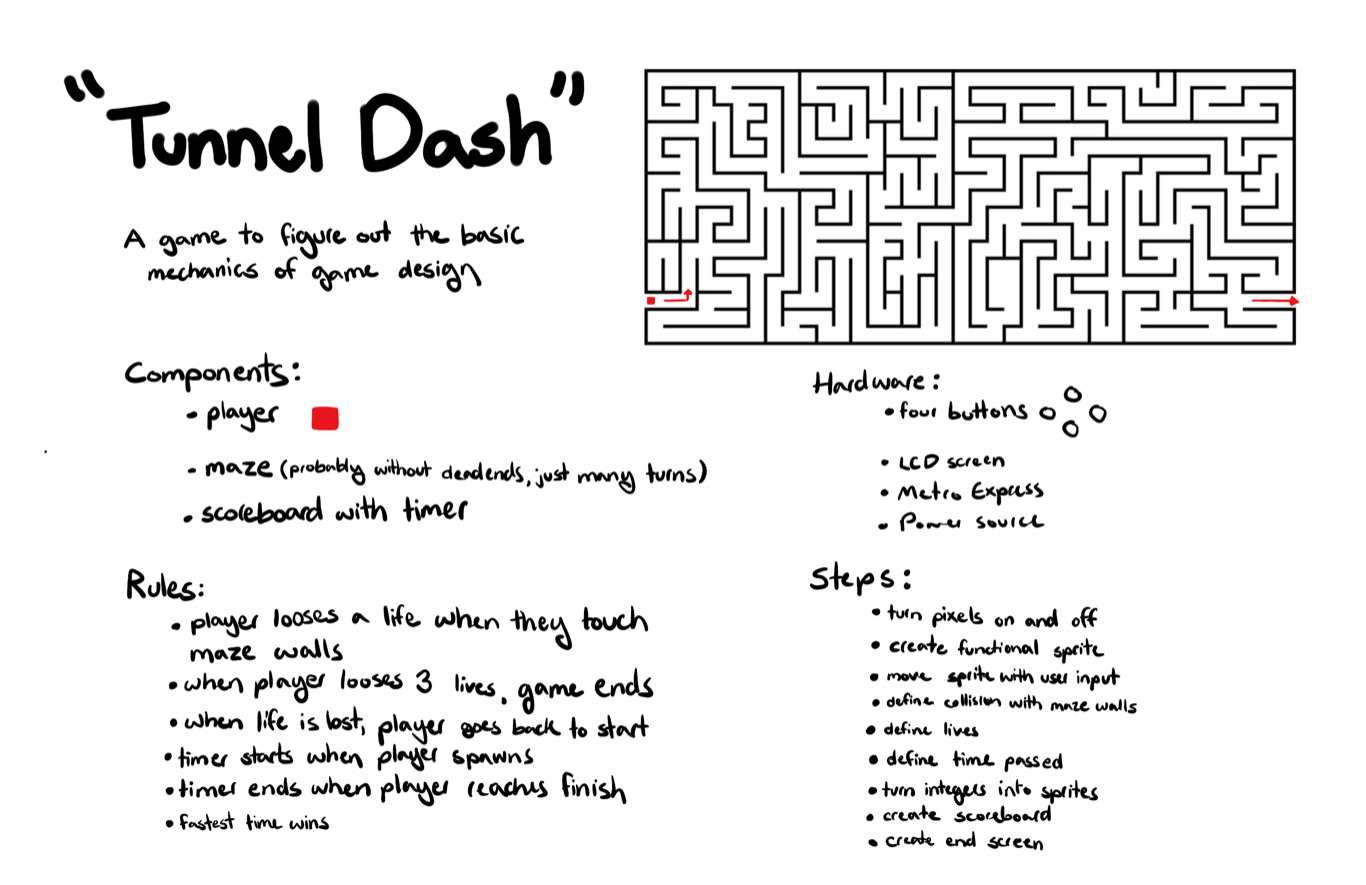 "Tunnel Dash"
A game to figure out the basic
mechanics of game design
Components:
• player
• maze (probably without deadends, just many turns)
• scoreboard with timer
Hardware:
• four buttons
• LCD screen
• Metro Express
• Power source
Rules:
• player looses a life when they touch
maze walls
• when player looses 3 lives, game ends
• when life is lost, player goes back to start
• timer starts when player spawns
• timer ends when player reaches finish
• fastest time wins
Steps:
• turn pixels on and off
• create functional sprite
• move sprite with user input
• define collision with maze walls
• define lives
• define time passed
• turn integers into sprites
• create scoreboard
• create end screen